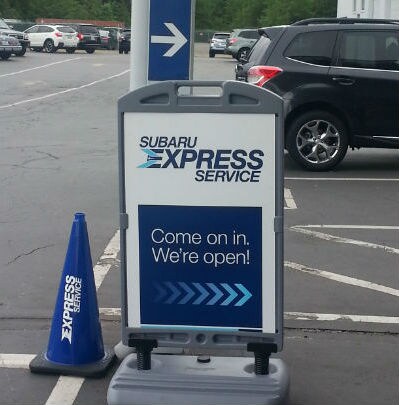 SUBARU
EXPRESS
SERVICE
Come on in.
We're open!
EXPRESS
SERVICE